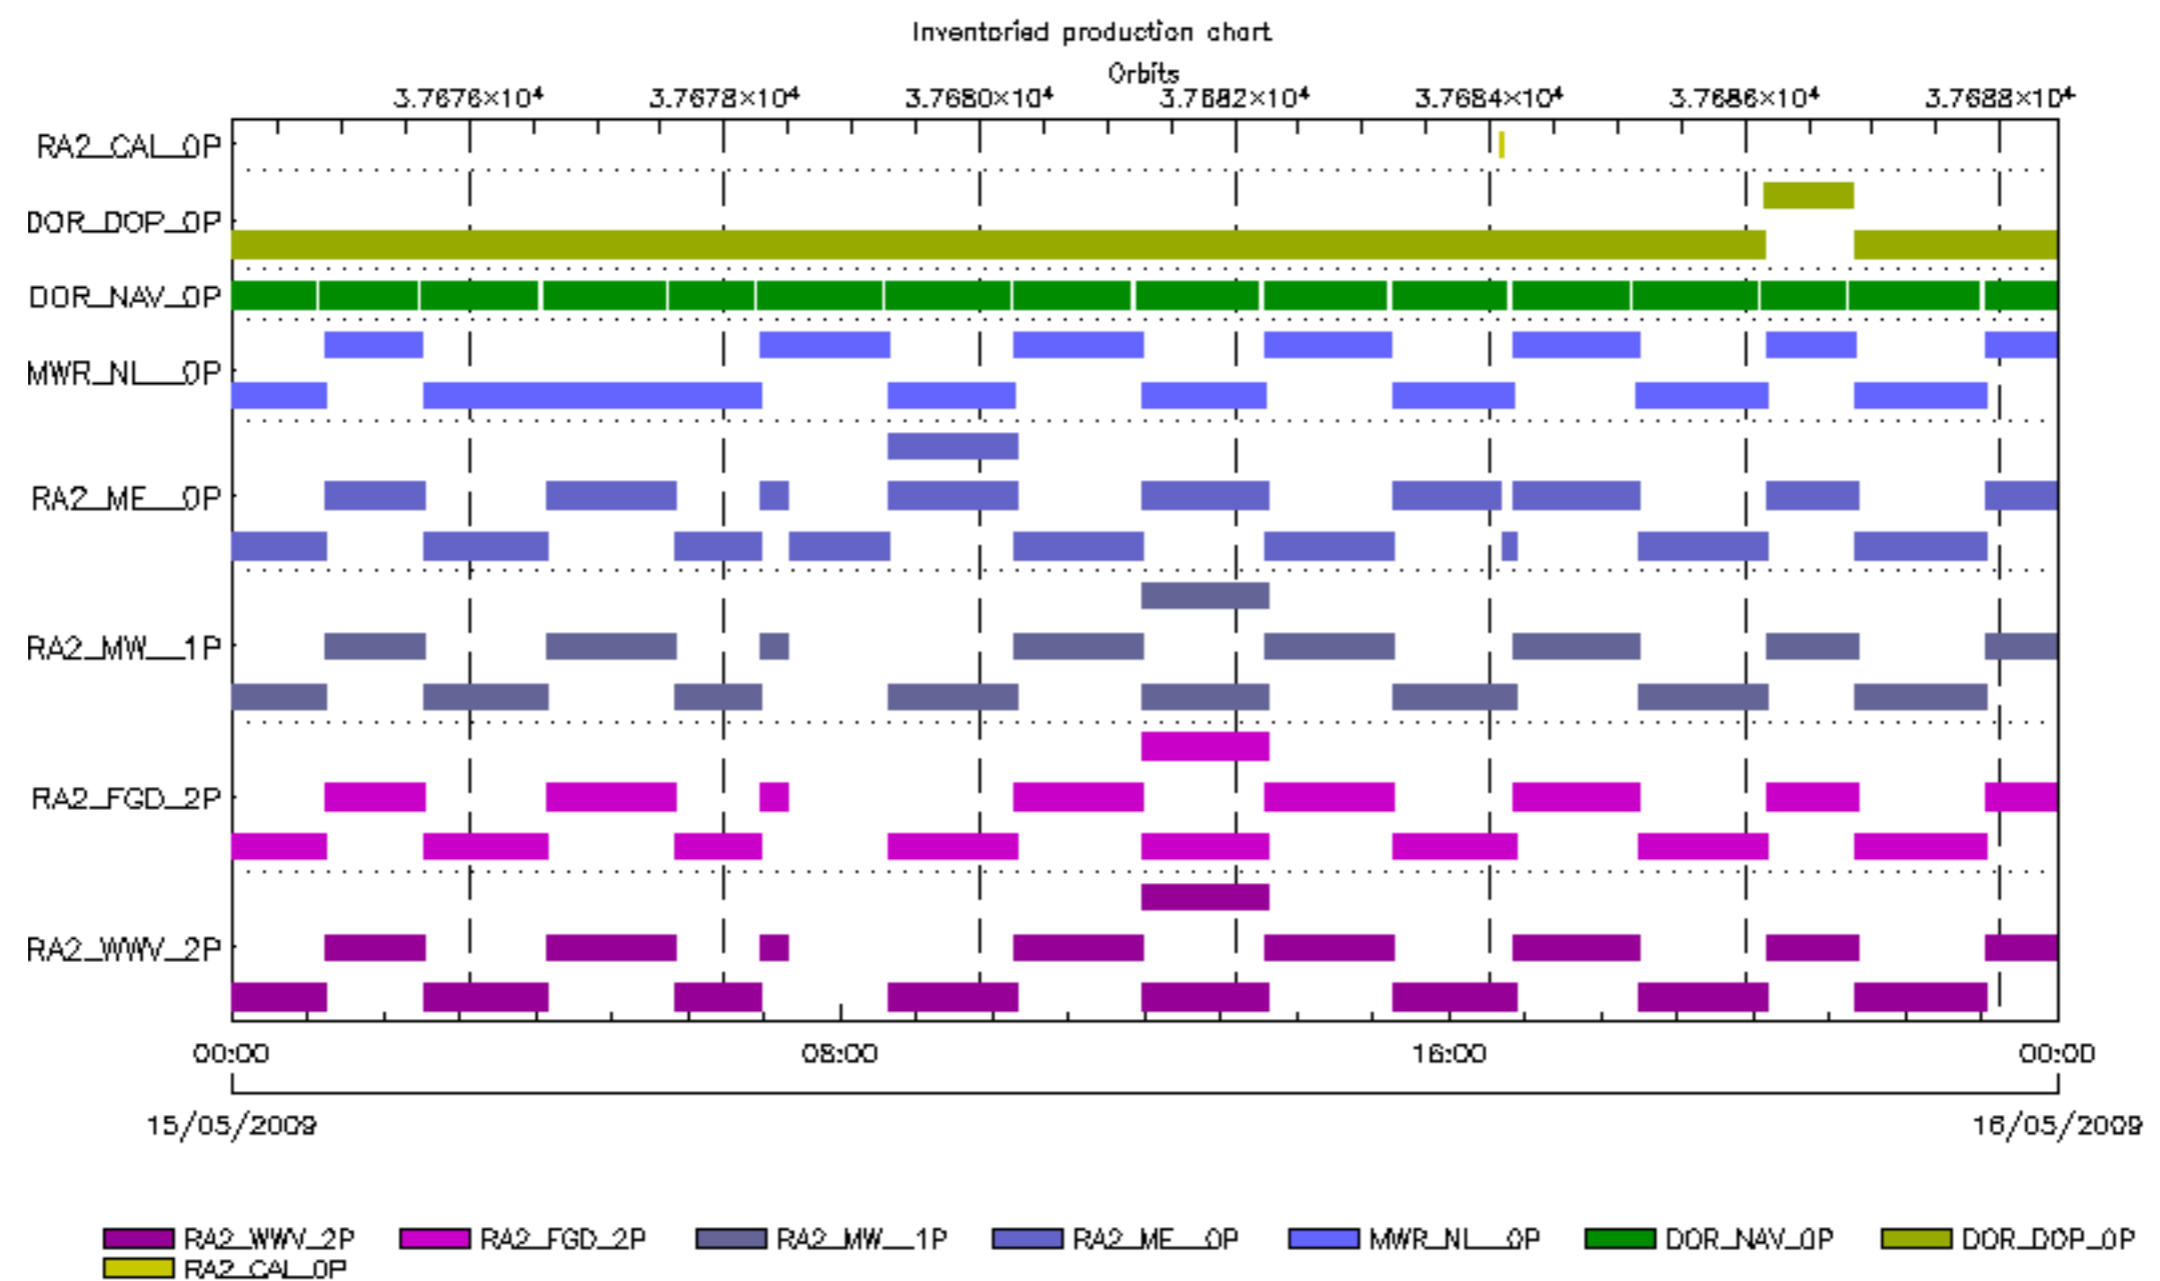 Inventoried production chart
Orbits
3.7676×10⁴ 3.7678×10⁴ 3.7680×10⁴ 3.7682×10⁴ 3.7684×10⁴ 3.7686×10⁴ 3.7688×10⁴
RA2_CAL_0P
DOR_DOP_0P
DOR_NAV_0P
MWR_NL__0P
RA2_ME__0P
RA2_MW__1P
RA2_FGD_2P
RA2_WWV_2P
00:00 08:00 16:00 00:00
15/05/2009 16/05/2009
RA2_WWV_2P RA2_FGD_2P RA2_MW__1P RA2_ME__0P MWR_NL__0P DOR_NAV_0P DOR_DOP_0P
RA2_CAL_0P